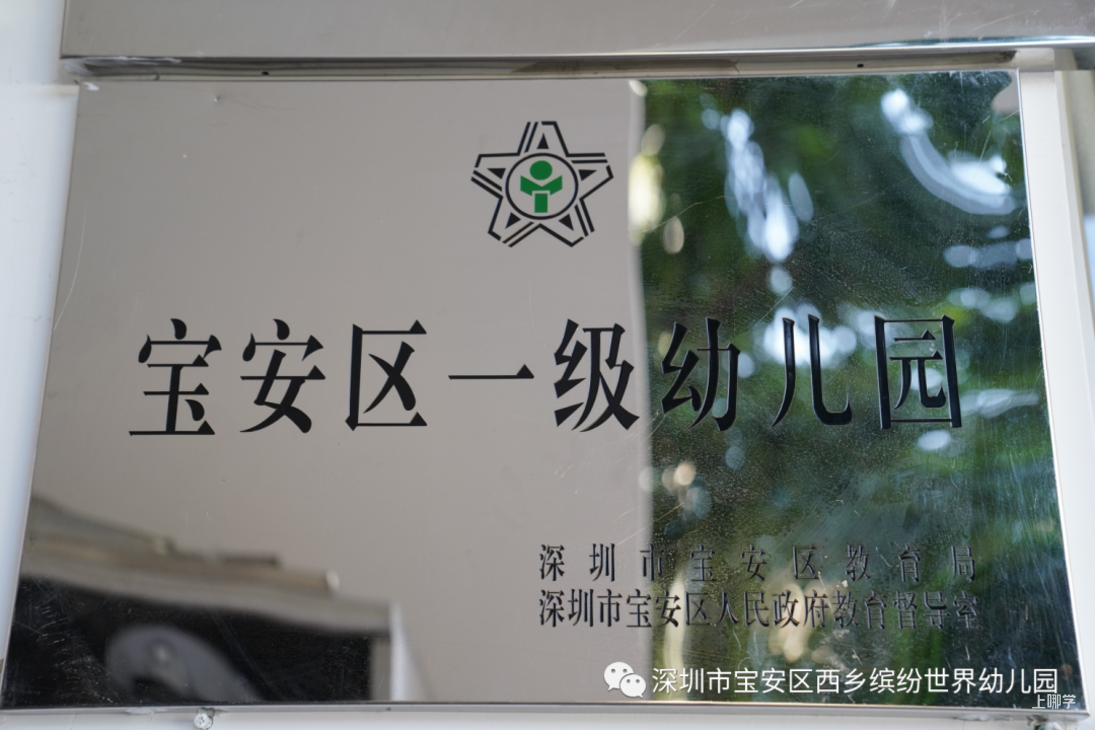 宝安区一级幼儿园
深圳市宝安区教育局
深圳市宝安区人民政府教育督导室
深圳市宝安区西乡缤纷世界幼儿园
上哪学